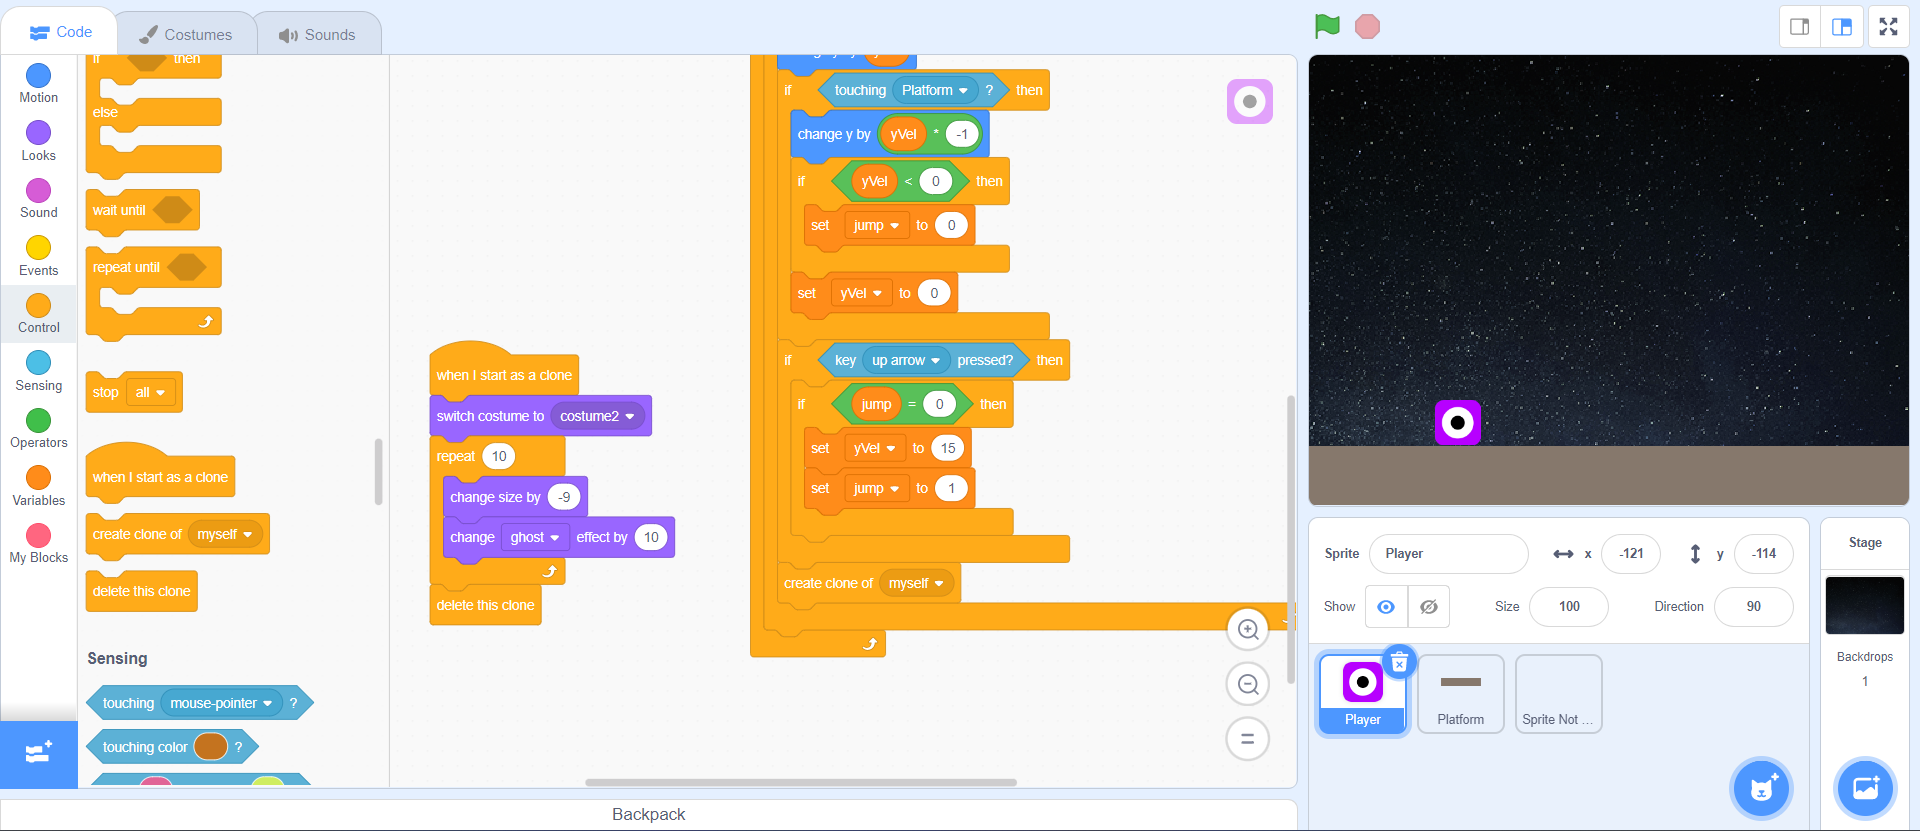 Code
Costumes
Sounds
Motion
Looks
Sound
Events
Control
Sensing
Operators
Variables
My Blocks
if then
else
wait until
repeat until
stop all
when I start as a clone
create clone of myself
delete this clone
Sensing
touching mouse-pointer ?
touching color ?
when I start as a clone
switch costume to costume2
repeat 10
change size by -9
change ghost effect by 10
delete this clone
if touching Platform ? then
change y by yVel * -1
if yVel < 0 then
set jump to 0
set yVel to 0
if key up arrow pressed? then
if jump = 0 then
set yVel to 15
set jump to 1
create clone of myself
Backpack
Sprite Player x -121 y -114
Show Size 100 Direction 90
Player
Platform
Sprite Not ...
Stage
Backdrops
1